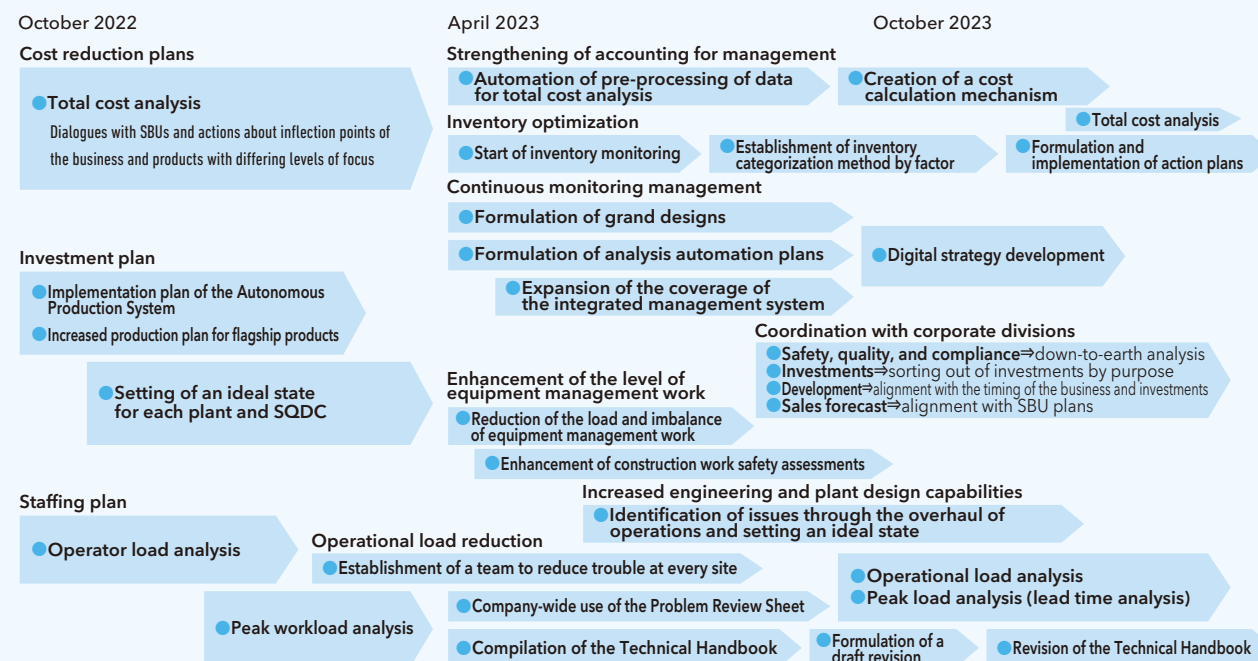 October 2022
April 2023
October 2023
Cost reduction plans
●Total cost analysis
Dialogues with SBUs and actions about inflection points of
the business and products with differing levels of focus
Strengthening of accounting for management
●Automation of pre-processing of data
for total cost analysis
●Creation of a cost
calculation mechanism
●Total cost analysis
Inventory optimization
●Start of inventory monitoring
●Establishment of inventory
categorization method by factor
●Formulation and
implementation of action plans
Continuous monitoring management
●Formulation of grand designs
●Formulation of analysis automation plans
●Expansion of the coverage of
the integrated management system
●Digital strategy development
Investment plan
●Implementation plan of the Autonomous
Production System
●Increased production plan for flagship products
●Setting of an ideal state
for each plant and SQDC
Coordination with corporate divisions
●Safety, quality, and compliance⇒down-to-earth analysis
●Investments⇒sorting out of investments by purpose
●Development⇒alignment with the timing of the business and investments
●Sales forecast⇒alignment with SBU plans
Enhancement of the level of
equipment management work
●Reduction of the load and imbalance
of equipment management work
●Enhancement of construction work safety assessments
Increased engineering and plant design capabilities
●Identification of issues through the overhaul of
operations and setting an ideal state
Staffing plan
●Operator load analysis
●Peak workload analysis
Operational load reduction
●Establishment of a team to reduce trouble at every site
●Company-wide use of the Problem Review Sheet
●Operational load analysis
●Peak load analysis (lead time analysis)
●Compilation of the Technical Handbook
●Formulation of a
draft revision
●Revision of the Technical Handbook